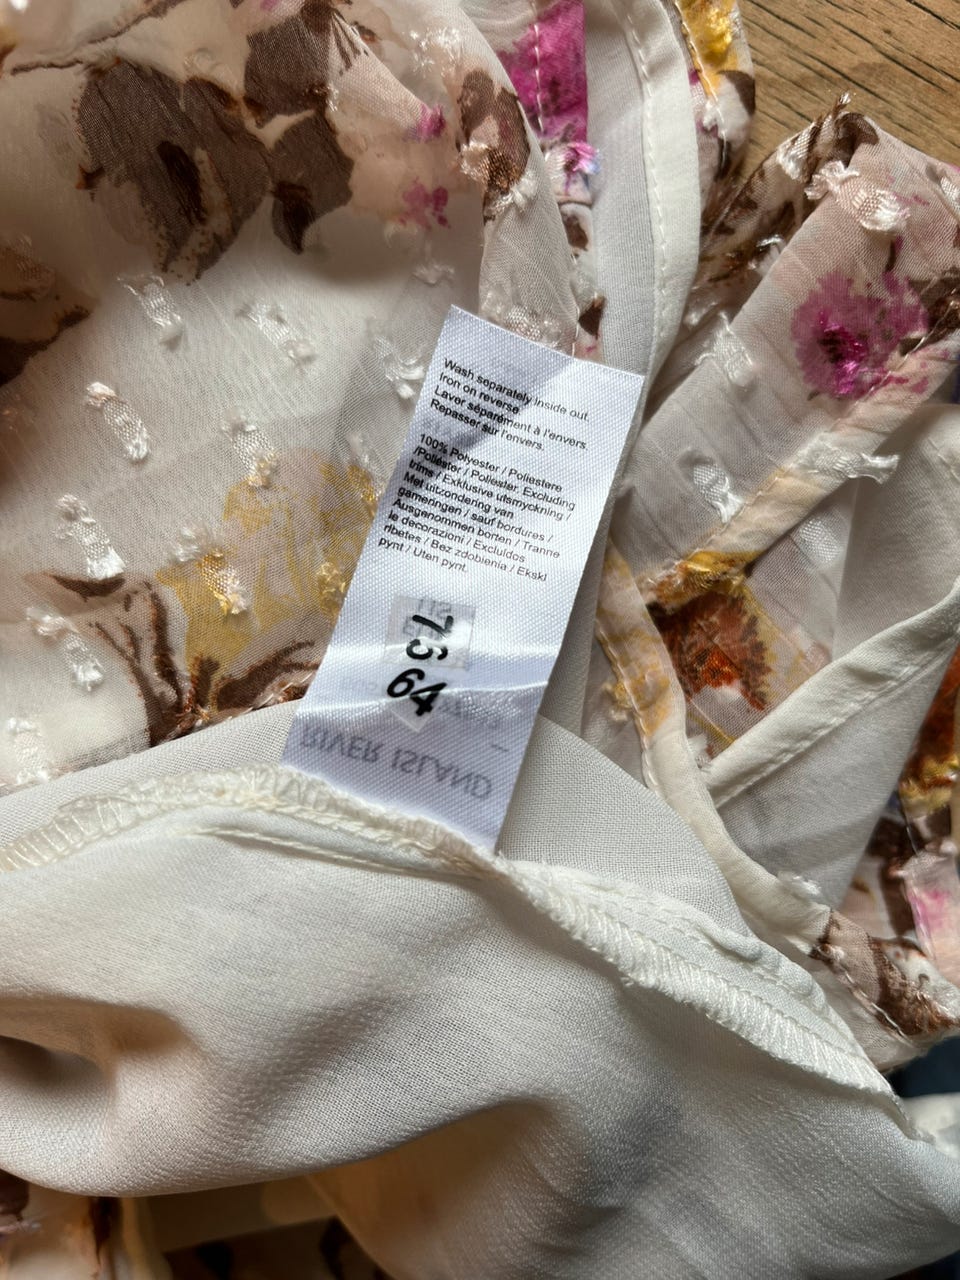 Wash separately inside out.
Iron on reverse.
Laver séparément à l'envers.
Repasser sur l'envers.
100% Polyester / Poliestere
/Poliéster / Poliester. Excluding
trims / Exklusive utsmyckning /
Met uitzondering van
garneringen / sauf bordures /
Ausgenommen borten / Tranne
le decorazioni / Excluidos
ribetes / Bez zdobienia / Ekskl
pynt / Uten pynt.
64
RIVER ISLAND